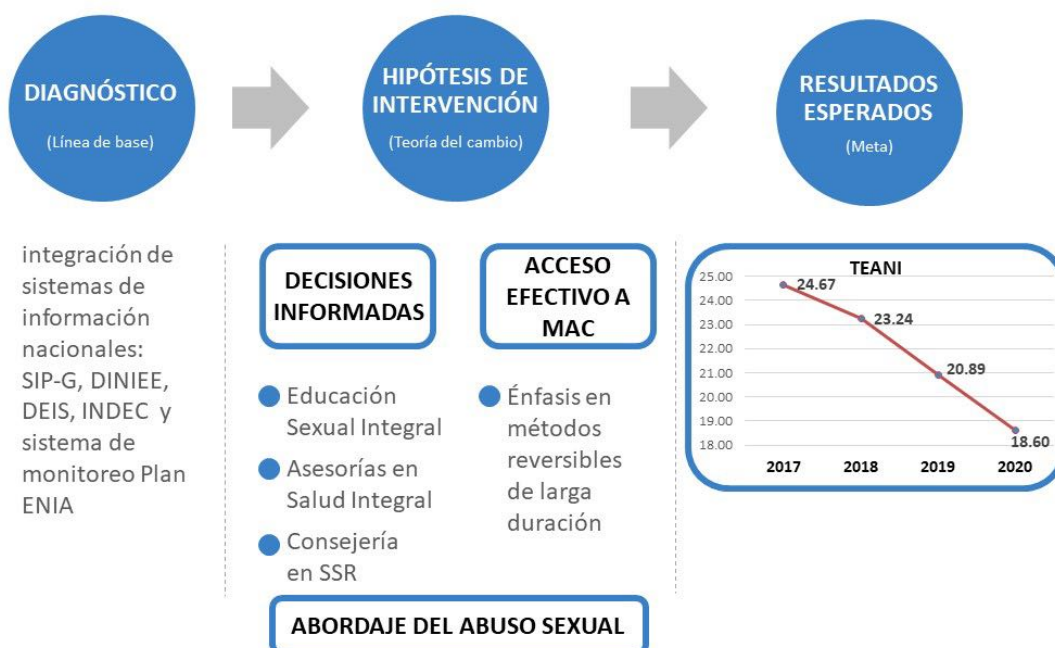 DIAGNÓSTICO
(Línea de base)
HIPÓTESIS DE
INTERVENCIÓN
(Teoría del cambio)
RESULTADOS
ESPERADOS
(Meta)
integración de
sistemas de
información
nacionales:
SIP-G, DINIEE,
DEIS, INDEC y
sistema de
monitoreo Plan
ENIA
DECISIONES
INFORMADAS
Educación
Sexual Integral
Asesorías en
Salud Integral
Consejería
en SSR
ACCESO
EFECTIVO A
MAC
Énfasis en
métodos
reversibles
de larga
duración
ABORDAJE DEL ABUSO SEXUAL
TEANI
25.00
24.00
23.00
22.00
21.00
20.00
19.00
18.00
24.67
23.24
20.89
18.60
2017 2018 2019 2020